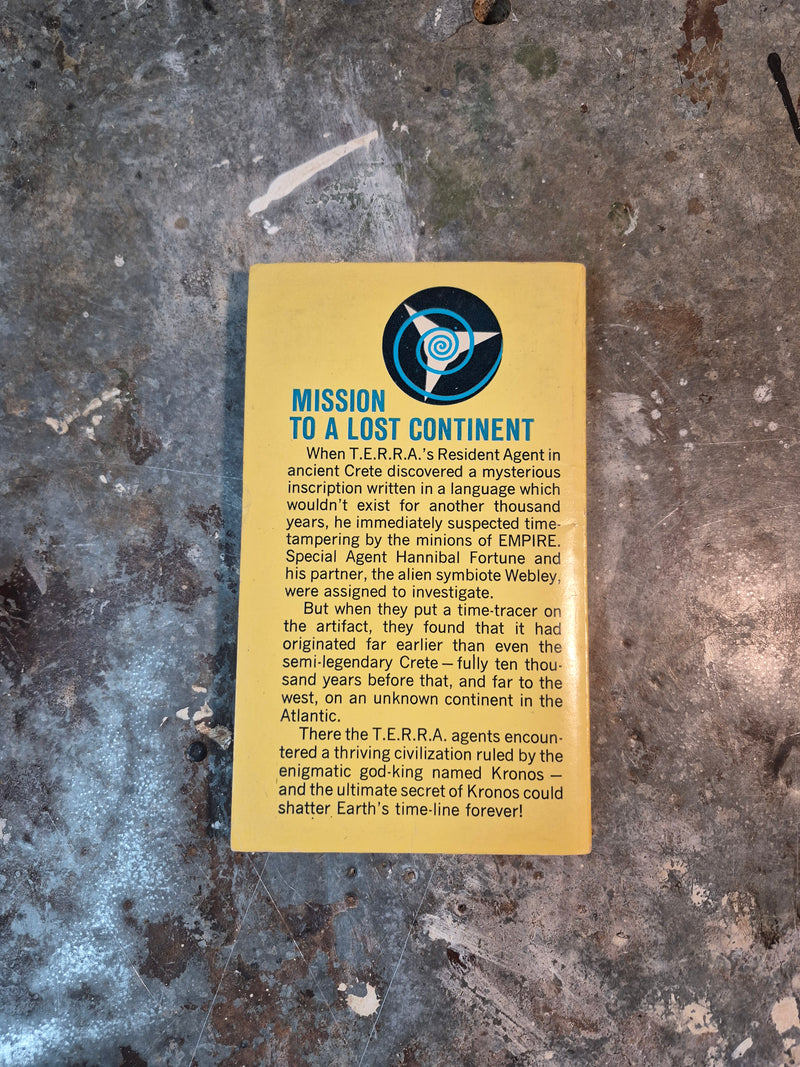 MISSION
TO A LOST CONTINENT
When T.E.R.R.A.'s Resident Agent in
ancient Crete discovered a mysterious
inscription written in a language which
wouldn't exist for another thousand
years, he immediately suspected time-
tampering by the minions of EMPIRE.
Special Agent Hannibal Fortune and
his partner, the alien symbiote Webley,
were assigned to investigate.
But when they put a time-tracer on
the artifact, they found that it had
originated far earlier than even the
semi-legendary Crete — fully ten thou-
sand years before that, and far to the
west, on an unknown continent in the
Atlantic.
There the T.E.R.R.A. agents encoun-
tered a thriving civilization ruled by the
enigmatic god-king named Kronos —
and the ultimate secret of Kronos could
shatter Earth's time-line forever!